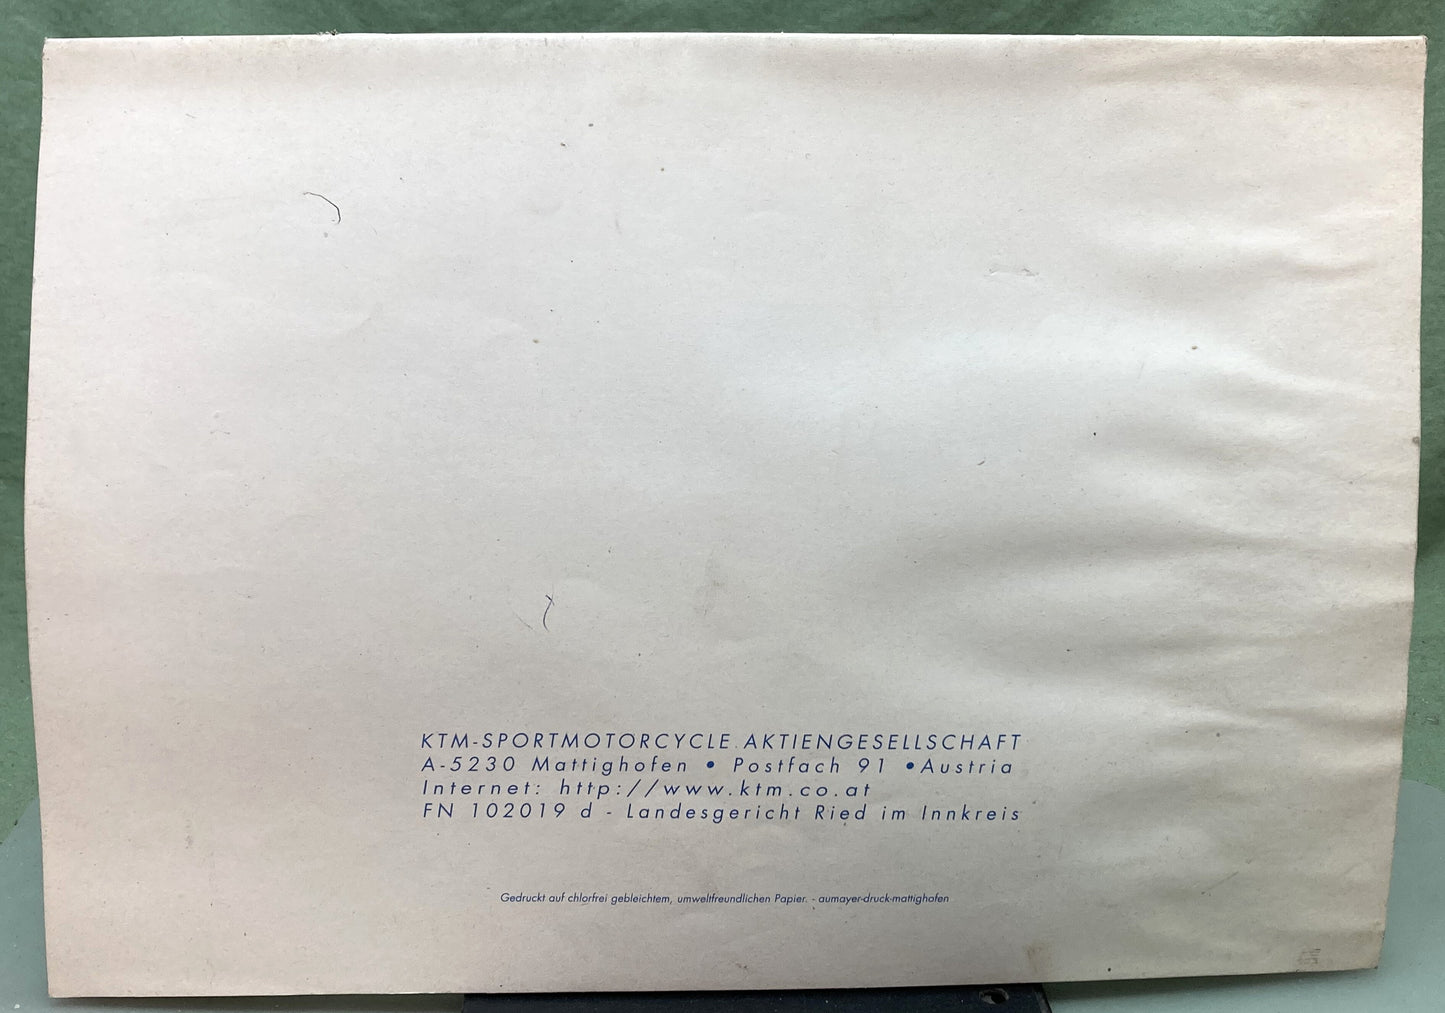 KTM-SPORTMOTORCYCLE AKTIENGESELLSCHAFT
A-5230 Mattighofen • Postfach 91 •Austria
Internet: http://www.ktm.co.at
FN 102019 d - Landesgericht Ried im Innkreis
Gedruckt auf chlorfrei gebleichtem, umweltfreundlichen Papier. - aumayer-druck-mattighofen